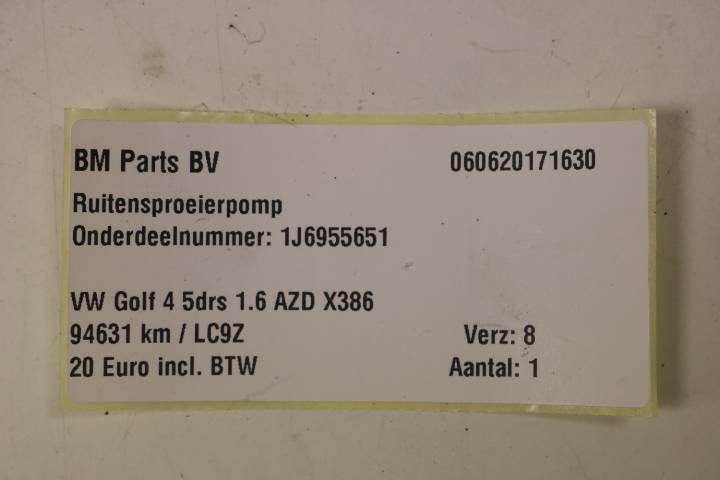 BM Parts BV 060620171630
Ruitensproeierpomp
Onderdeelnummer: 1J6955651
VW Golf 4 5drs 1.6 AZD X386
94631 km / LC9Z Verz: 8
20 Euro incl. BTW Aantal: 1